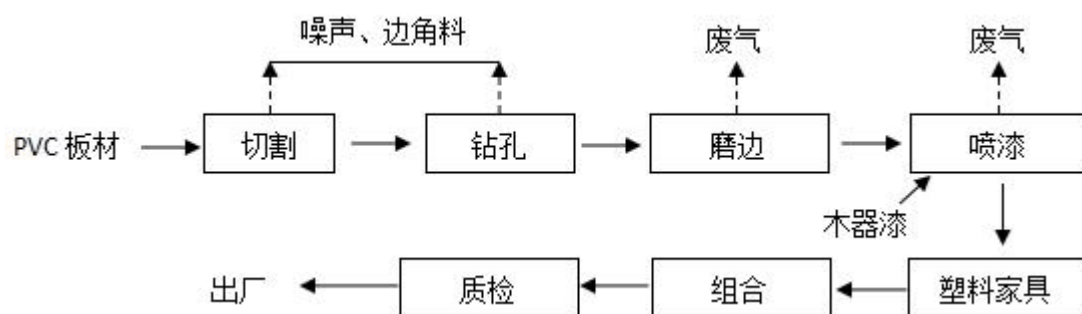 噪声、边角料
废气
废气
PVC 板材
切割
钻孔
磨边
喷漆
木器漆
出厂
质检
组合
塑料家具